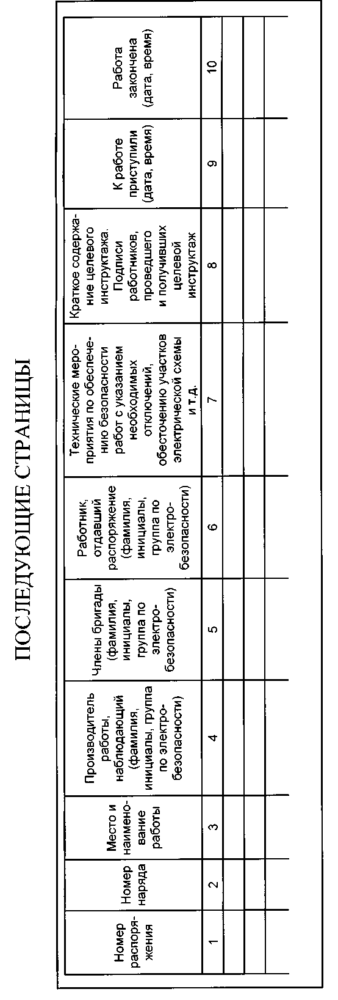 ПОСЛЕДУЮЩИЕ СТРАНИЦЫ
Номер
распоря-
жения
Номер
наряда
Место и
наимено-
вание
работы
Производитель
работы,
наблюдающий
(фамилия,
инициалы, группа
по электро-
безопасности)
Члены бригады
(фамилия,
инициалы,
группа по
электро-
безопасности)
Работник,
отдавший
распоряжение
(фамилия,
инициалы,
группа по
электро-
безопасности)
Технические меро-
приятия по обеспече-
нию безопасности
работ с указанием
необходимых
отключений,
обесточению участков
электрической схемы
и т.д.
Краткое содержа-
ние целевого
инструктажа.
Подписи
работников,
проведшего
и получивших
целевой
инструктаж
К работе
приступили
(дата, время)
Работа
закончена
(дата, время)
1
2
3
4
5
6
7
8
9
10